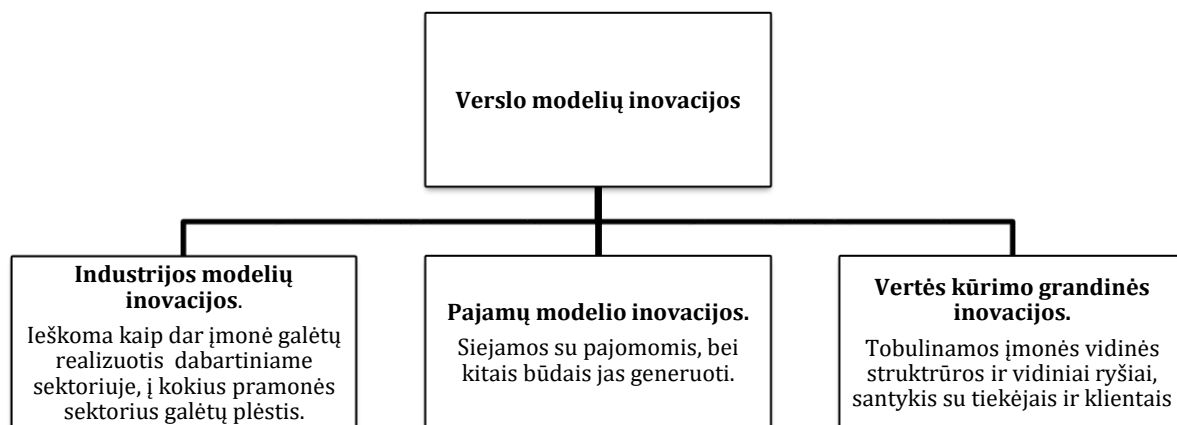 Verslo modelių inovacijos
Industrijos modelių
inovacijos.
Ieškoma kaip dar įmonė galėtų
realizuotis dabartiniame
sektoriuje, į kokius pramonės
sektorius galėtų plėstis.
Pajamų modelio inovacijos.
Siejamos su pajomomis, bei
kitais būdais jas generuoti.
Vertės kūrimo grandinės
inovacijos.
Tobulinamos įmonės vidinės
struktrūros ir vidiniai ryšiai,
santykis su tiekėjais ir klientais